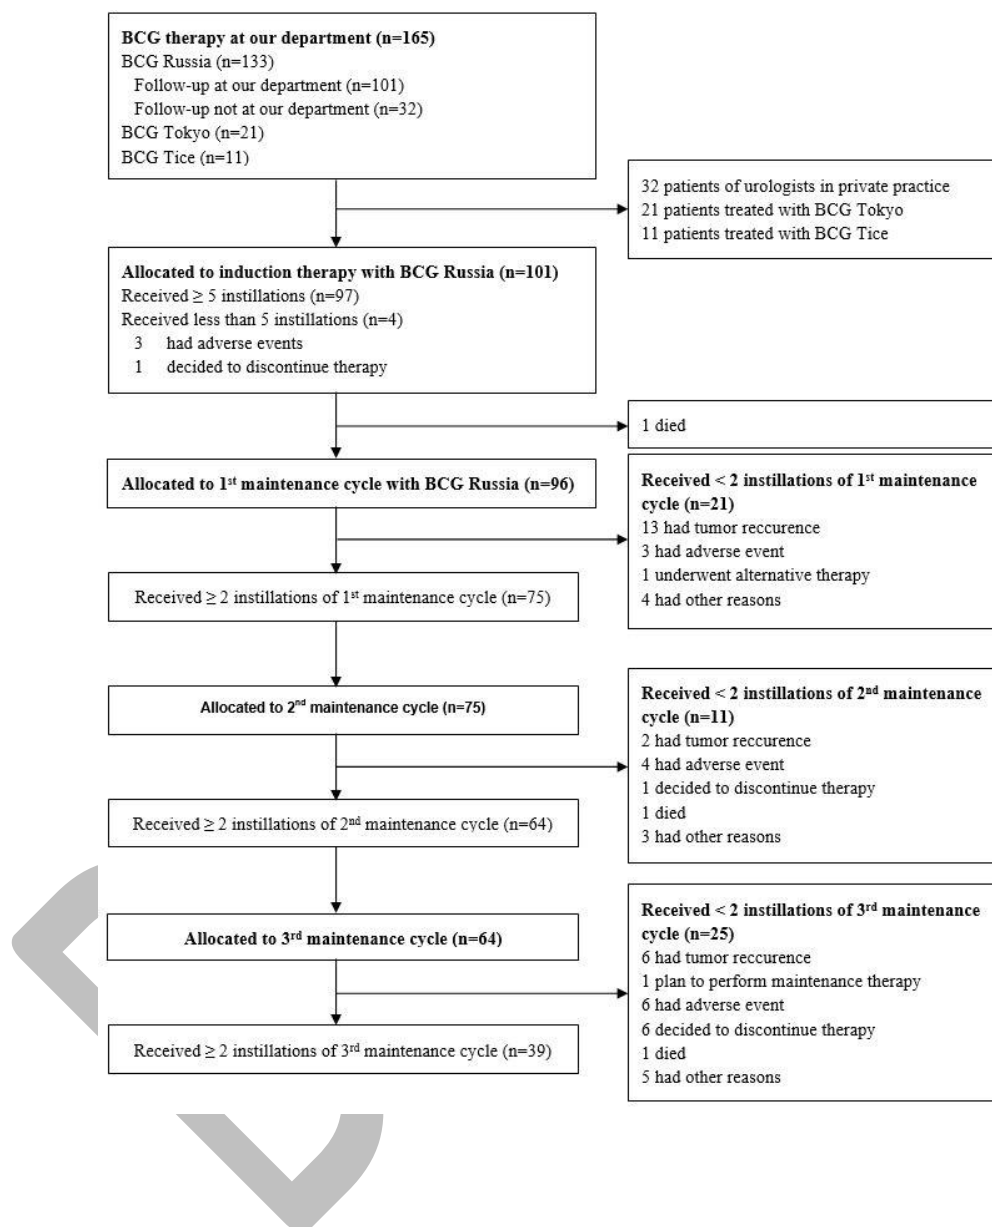 BCG therapy at our department (n=165)
BCG Russia (n=133)
Follow-up at our department (n=101)
Follow-up not at our department (n=32)
BCG Tokyo (n=21)
BCG Tice (n=11)
32 patients of urologists in private practice
21 patients treated with BCG Tokyo
11 patients treated with BCG Tice
Allocated to induction therapy with BCG Russia (n=101)
Received ≥ 5 instillations (n=97)
Received less than 5 instillations (n=4)
3 had adverse events
1 decided to discontinue therapy
1 died
Allocated to 1st maintenance cycle with BCG Russia (n=96)
Received < 2 instillations of 1st maintenance
cycle (n=21)
13 had tumor reccurence
3 had adverse event
1 underwent alternative therapy
4 had other reasons
Received ≥ 2 instillations of 1st maintenance cycle (n=75)
Allocated to 2nd maintenance cycle (n=75)
Received < 2 instillations of 2nd maintenance
cycle (n=11)
2 had tumor reccurence
4 had adverse event
1 decided to discontinue therapy
1 died
3 had other reasons
Received ≥ 2 instillations of 2nd maintenance cycle (n=64)
Allocated to 3rd maintenance cycle (n=64)
Received < 2 instillations of 3rd maintenance
cycle (n=25)
6 had tumor reccurence
1 plan to perform maintenance therapy
6 had adverse event
6 decided to discontinue therapy
1 died
5 had other reasons
Received ≥ 2 instillations of 3rd maintenance cycle (n=39)